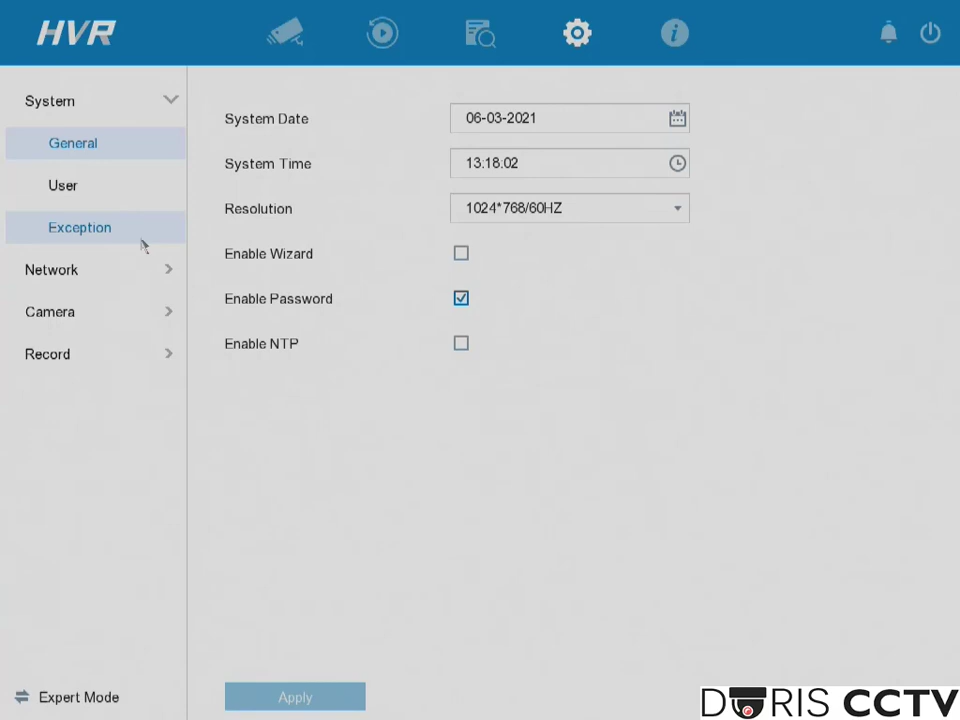 HVR
System
General
User
Exception
Network
Camera
Record
Expert Mode
System Date 06-03-2021
System Time 13:18:02
Resolution 1024*768/60HZ
Enable Wizard
Enable Password
Enable NTP
Apply
DORIS CCTV